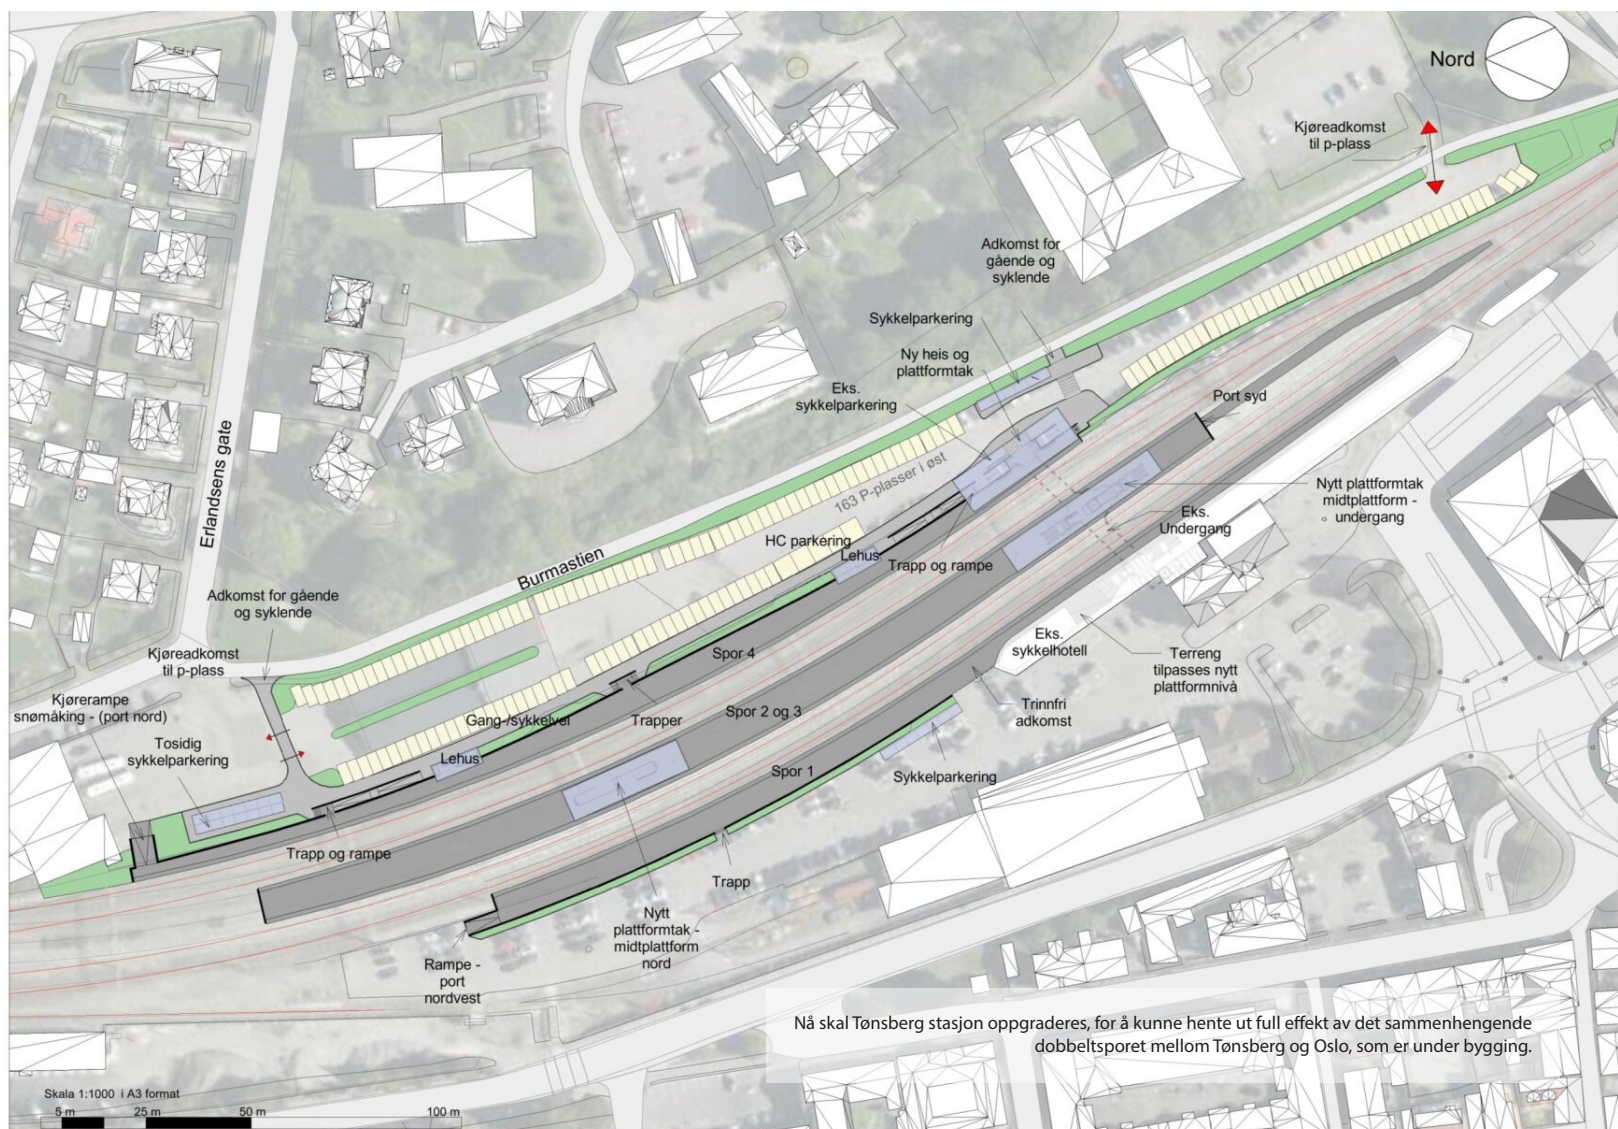 Nord
Kjøreadkomst
til p-plass
Adkomst for
gående og
syklende
Sykkelparkering
Ny heis og
plattformtak
Eks.
sykkelparkering
Port syd
Erlandsens gate
163 P-plasser i øst
Nytt plattformtak
midtplattform -
undergang
Eks.
Undergang
HC parkering
Lehus
Trapp og rampe
Burmastien
Adkomst for gående
og syklende
Kjøreadkomst
til p-plass
Kjørerampe
snømåking - (port nord)
Tosidig
sykkelparkering
Spor 4
Eks.
sykkelhotell
Terreng
tilpasses nytt
plattformnivå
Trinnfri
adkomst
Gang-/sykkelvei
Trapper
Spor 2 og 3
Lehus
Spor 1
Sykkelparkering
Trapp og rampe
Trapp
Nytt
plattformtak -
midtplattform
nord
Rampe -
port
nordvest
Nå skal Tønsberg stasjon oppgraderes, for å kunne hente ut full effekt av det sammenhengende
dobbeltsporet mellom Tønsberg og Oslo, som er under bygging.
Skala 1:1000 i A3 format
5 m 25 m 50 m 100 m